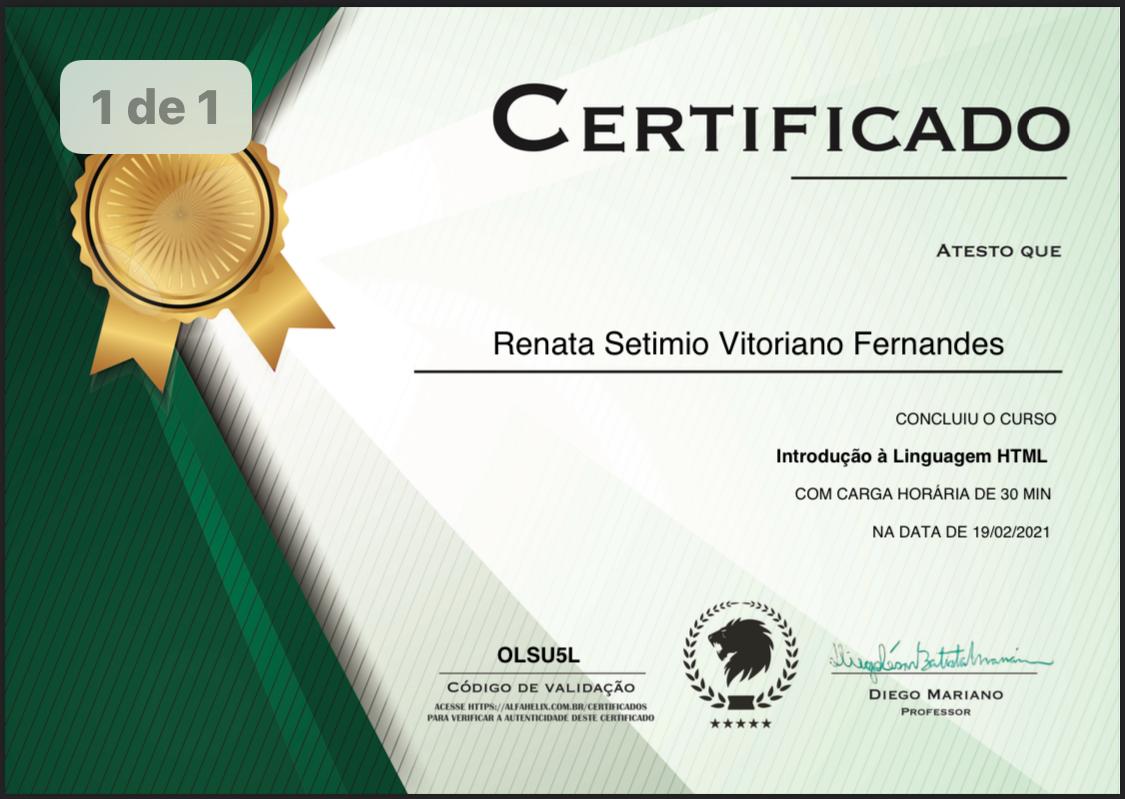 1 de 1
CERTIFICADO
ATESTO QUE
Renata Setimio Vitoriano Fernandes
CONCLUIU O CURSO
Introdução à Linguagem HTML
COM CARGA HORÁRIA DE 30 MIN
NA DATA DE 19/02/2021
OLSU5L
CÓDIGO DE VALIDAÇÃO
ACESSE HTTPS://ALFAHELIX.COM.BR/CERTIFICADOS
PARA VERIFICAR A AUTENTICIDADE DESTE CERTIFICADO
DIEGO MARIANO
PROFESSOR